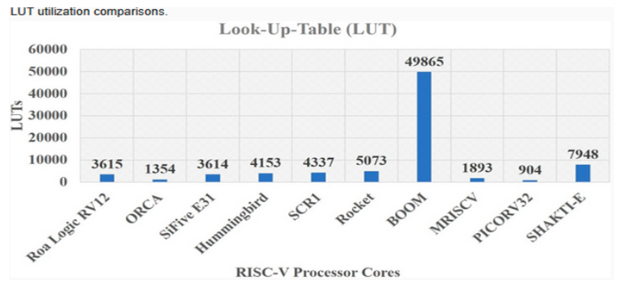 LUT utilization comparisons.
Look-Up-Table (LUT)
LUTs
60000
50000
40000
30000
20000
10000
0
3615
1354
3614
4153
4337
5073
49865
1893
904
7948
Roa Logic RV12
ORCA
SiFive E31
Hummingbird
SCR1
Rocket
BOOM
MRISCV
PICORV32
SHAKTI-E
RISC-V Processor Cores